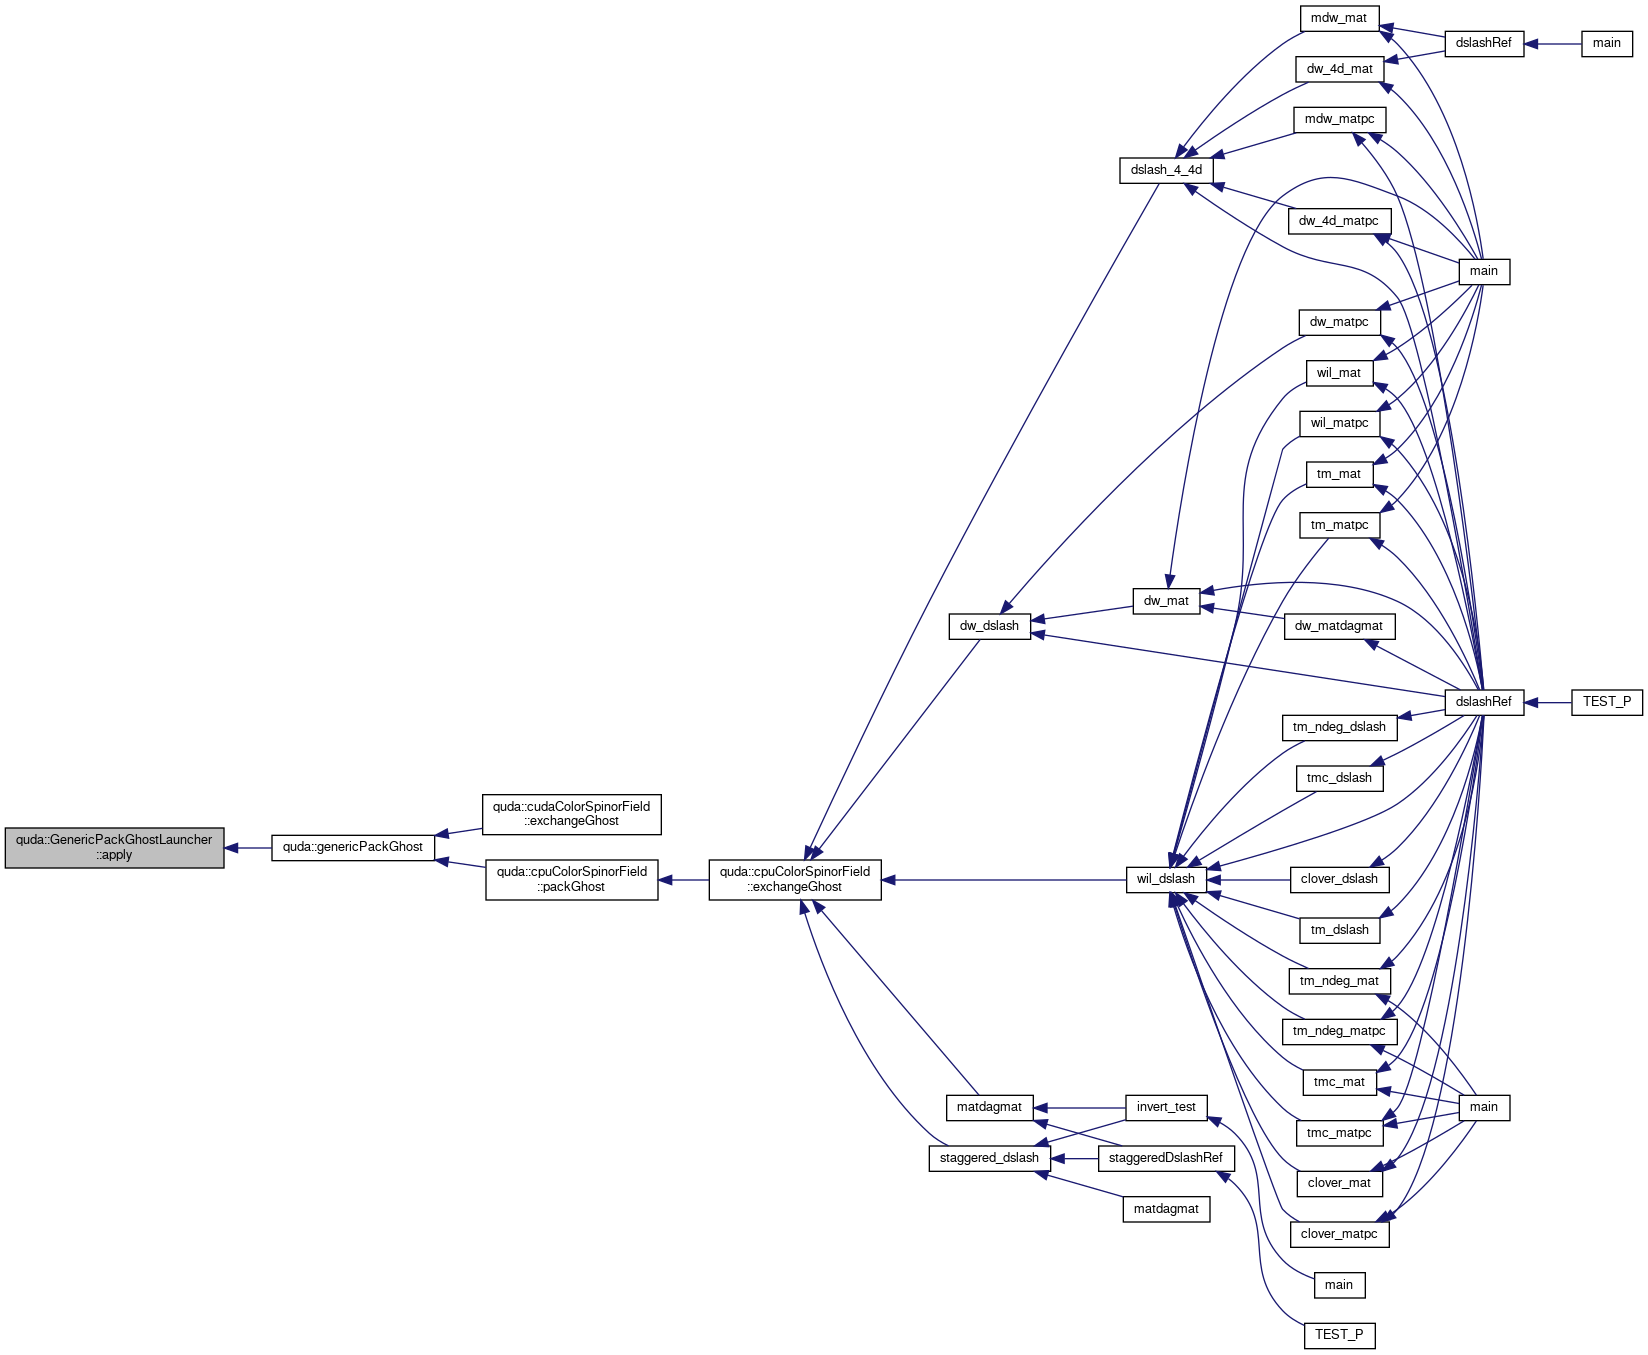 quda::GenericPackGhostLauncher
::apply
quda::genericPackGhost
quda::cudaColorSpinorField
::exchangeGhost
quda::cpuColorSpinorField
::packGhost
quda::cpuColorSpinorField
::exchangeGhost
dslash_4_4d
dw_dslash
dw_mat
wil_dslash
matdagmat
staggered_dslash
invert_test
staggeredDslashRef
matdagmat
mdw_mat
dw_4d_mat
mdw_matpc
dw_4d_matpc
dw_matpc
wil_mat
wil_matpc
tm_mat
tm_matpc
dw_matdagmat
tm_ndeg_dslash
tmc_dslash
clover_dslash
tm_dslash
tm_ndeg_mat
tm_ndeg_matpc
tmc_mat
tmc_matpc
clover_mat
clover_matpc
main
TEST_P
dslashRef
main
main
dslashRef
TEST_P
main